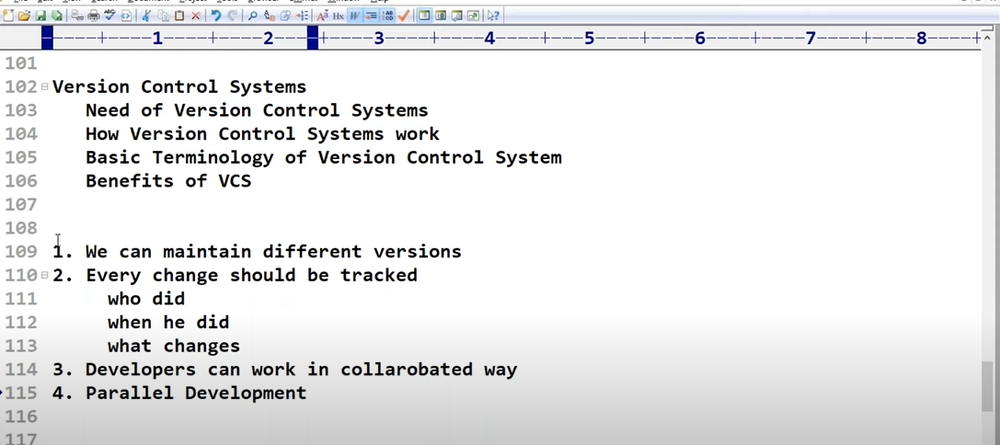 1 2 3 4 5 6 7 8
101
102 Version Control Systems
103 Need of Version Control Systems
104 How Version Control Systems work
105 Basic Terminology of Version Control System
106 Benefits of VCS
107
108
109 1. We can maintain different versions
110 2. Every change should be tracked
111 who did
112 when he did
113 what changes
114 3. Developers can work in collarobated way
115 4. Parallel Development
116
117